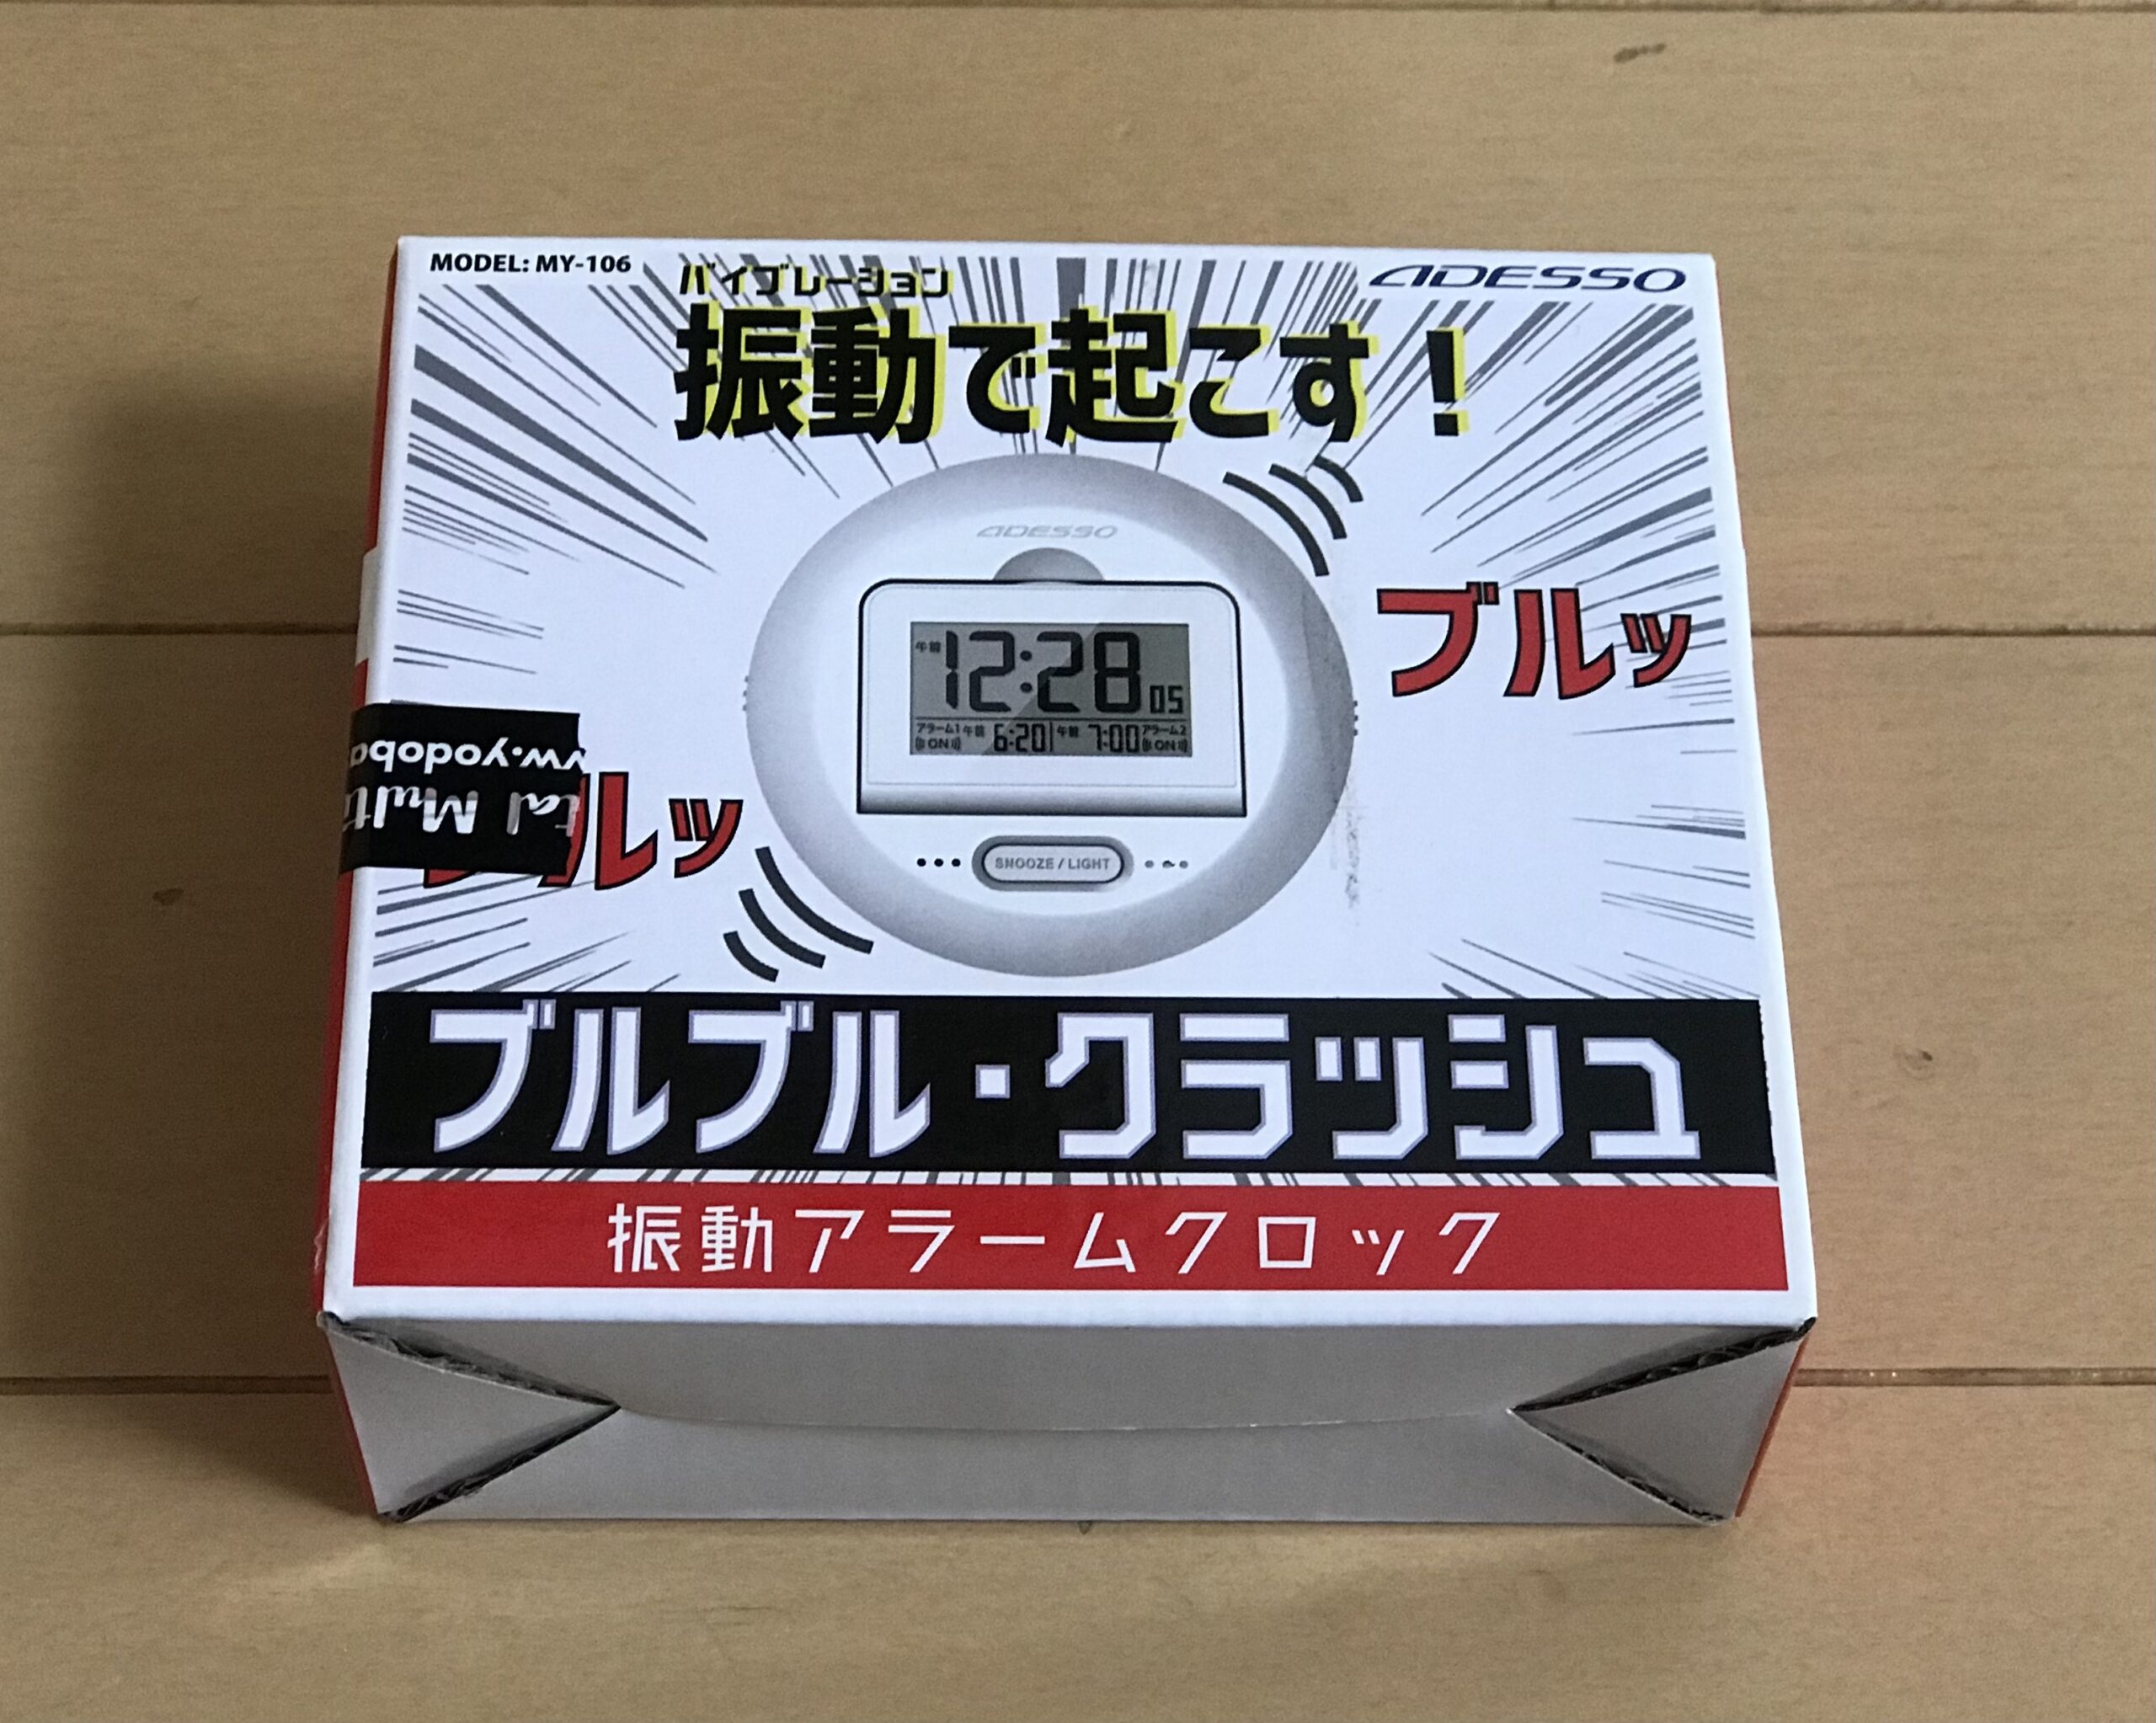 MODEL: MY-106
ADESSO
バイブレーション
振動で起こす!
ADESSO
ブルッ
午前 12:28 05
アラーム1 午前 6:20 午前 7:00 アラーム2
ON ON
ルッ
SNOOZE / LIGHT
ブルブル・クラッシュ
振動アラームクロック
w.yodoba
tal Multi